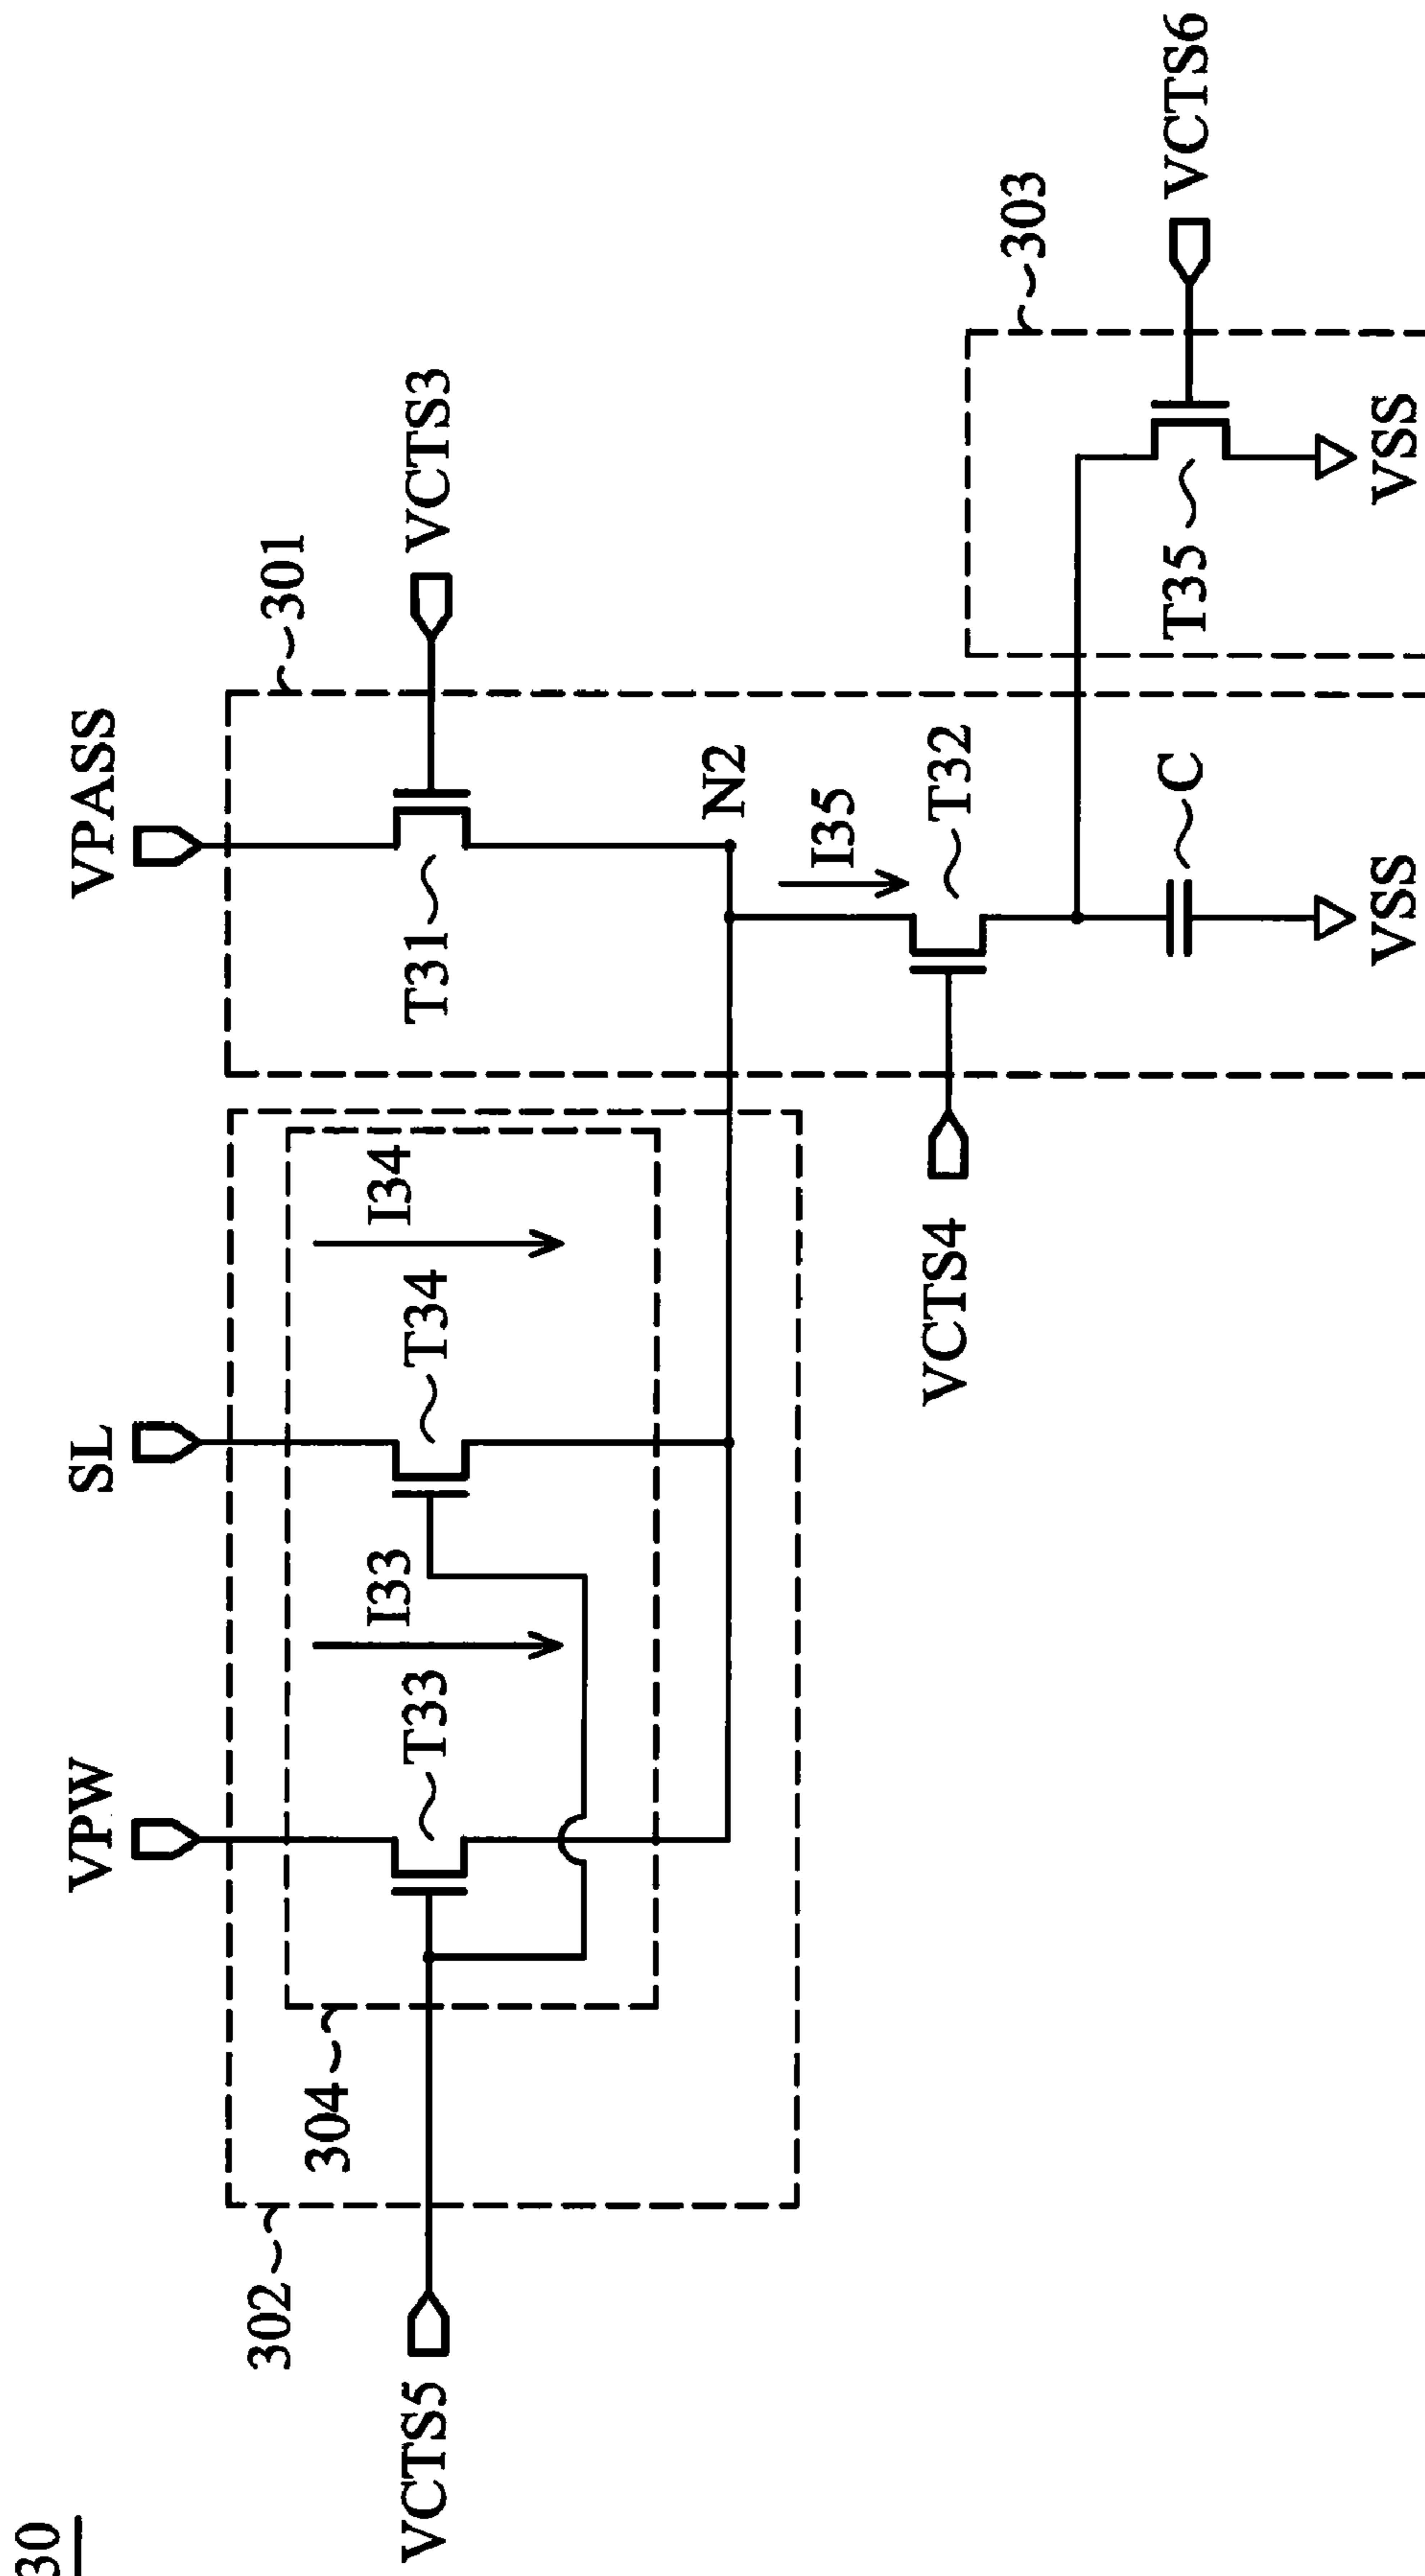 30
VPW
SL
VPASS
302
304
301
VCTS5
T33
I33
T34
I34
T31
VCTS3
N2
I35
VCTS4
T32
303
C
T35
VCTS6
VSS
VSS